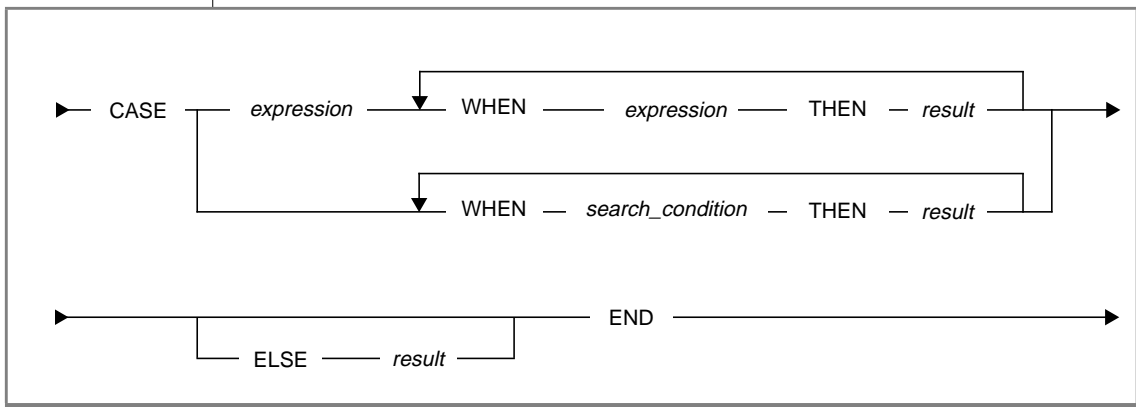 CASE expression WHEN expression THEN result
WHEN search_condition THEN result
END
ELSE result